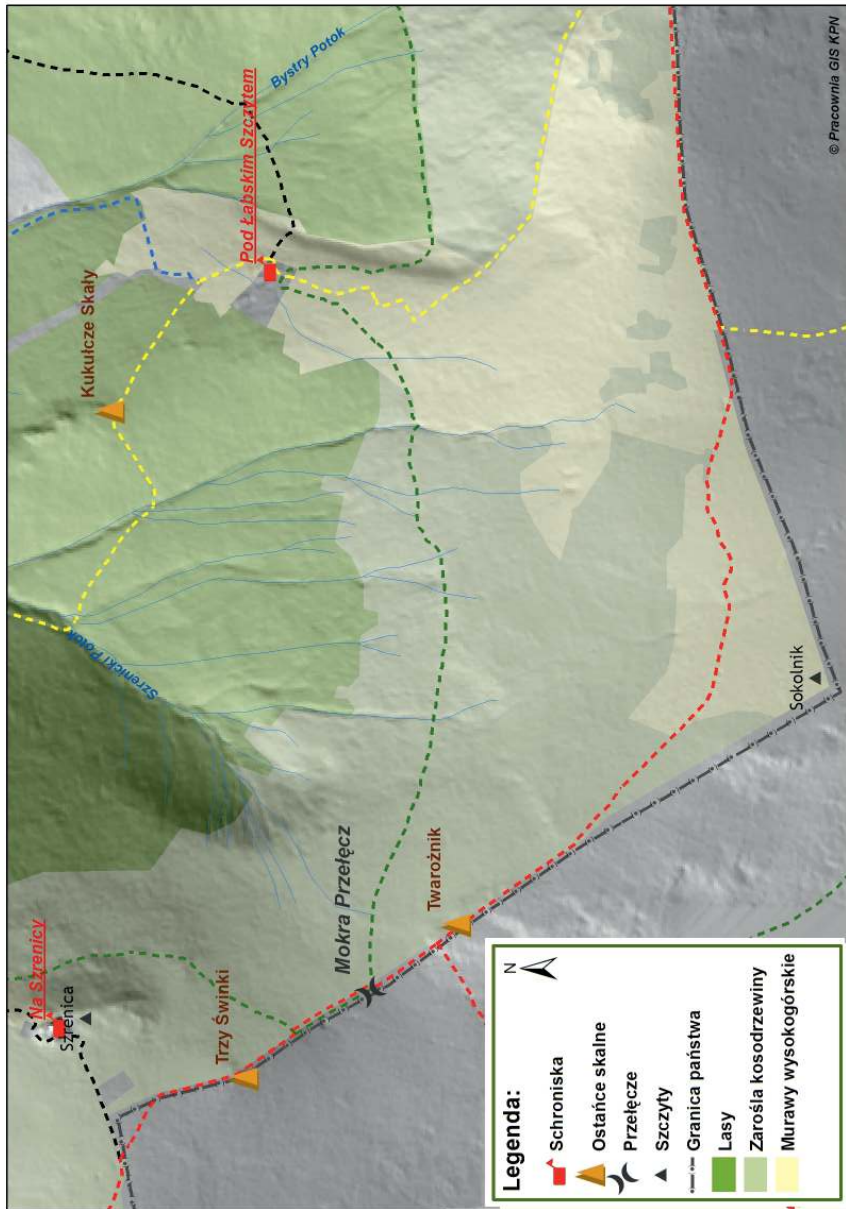 Na Szrenicy
Szrenica
Trzy Świnki
Mokra Przełęcz
Twarożnik
Szrenicki Potok
Kukułcze Skały
Pod Łabskim Szczytem
Bystry Potok
Sokolnik
Legenda:
N
Schroniska
Ostańce skalne
Przełęcze
Szczyty
Granica państwa
Lasy
Zarośla kosodrzewiny
Murawy wysokogórskie
© Pracownia GIS KPN